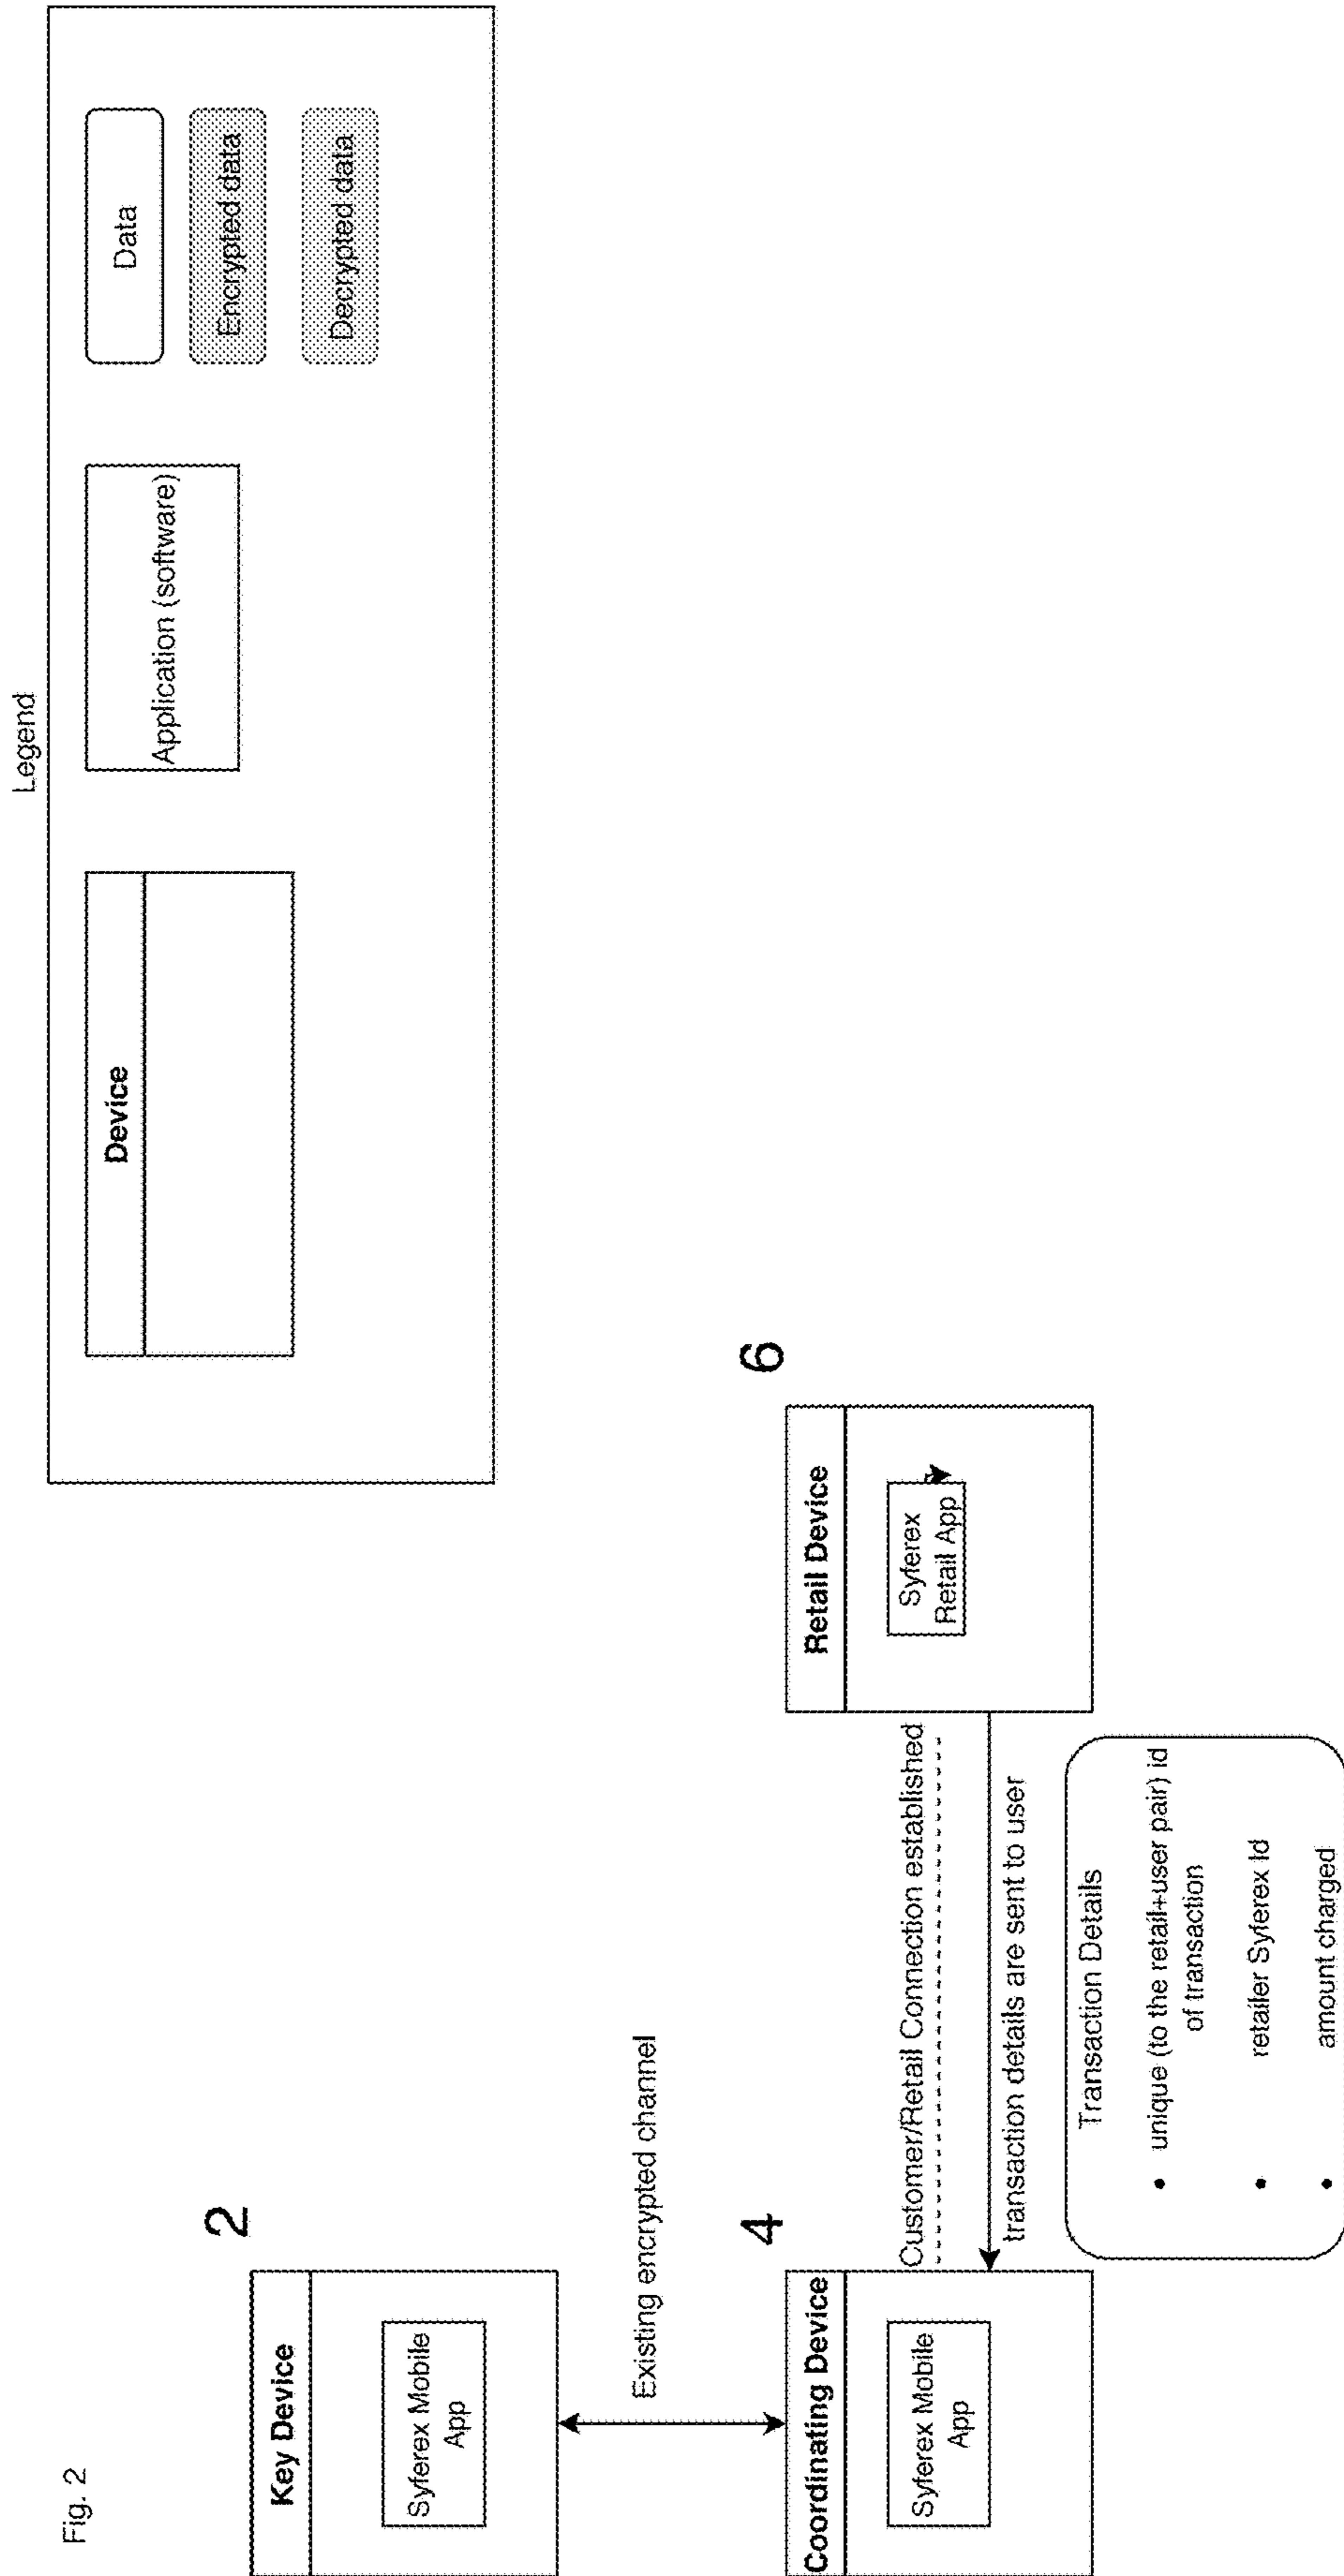 Fig. 2
Legend
Device
Application (software)
Data
Encrypted data
Decrypted data
Key Device
2
Syferex Mobile
App
Existing encrypted channel
Coordinating Device
4
Syferex Mobile
App
Customer/Retail Connection established
transaction details are sent to user
Retail Device
6
Syferex
Retail App
Transaction Details
• unique (to the retail+user pair) id
of transaction
• retailer Syferex Id
• amount charged